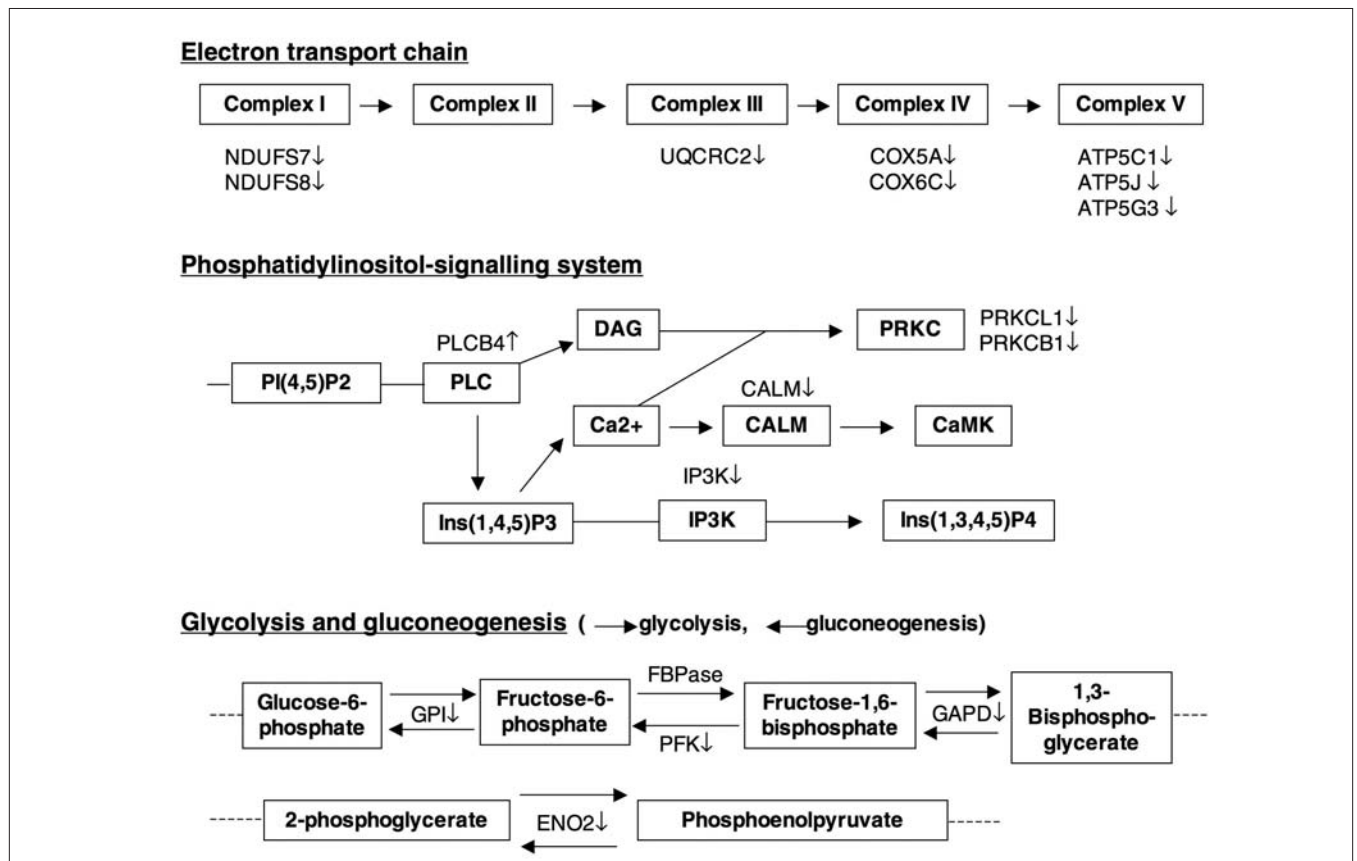 Electron transport chain
Complex I
Complex II
Complex III
Complex IV
Complex V
NDUFS7↓
NDUFS8↓
UQCRC2↓
COX5A↓
COX6C↓
ATP5C1↓
ATP5J↓
ATP5G3↓
Phosphatidylinositol-signalling system
PLCB4↑
DAG
PRKC
PRKCL1↓
PRKCB1↓
PI(4,5)P2
PLC
CALM↓
Ca2+
CALM
CaMK
IP3K↓
Ins(1,4,5)P3
IP3K
Ins(1,3,4,5)P4
Glycolysis and gluconeogenesis ( →glycolysis, ←gluconeogenesis)
Glucose-6-
phosphate
GPI↓
Fructose-6-
phosphate
FBPase
PFK↓
Fructose-1,6-
bisphosphate
GAPD↓
1,3-
Bisphospho-
glycerate
2-phosphoglycerate
ENO2↓
Phosphoenolpyruvate